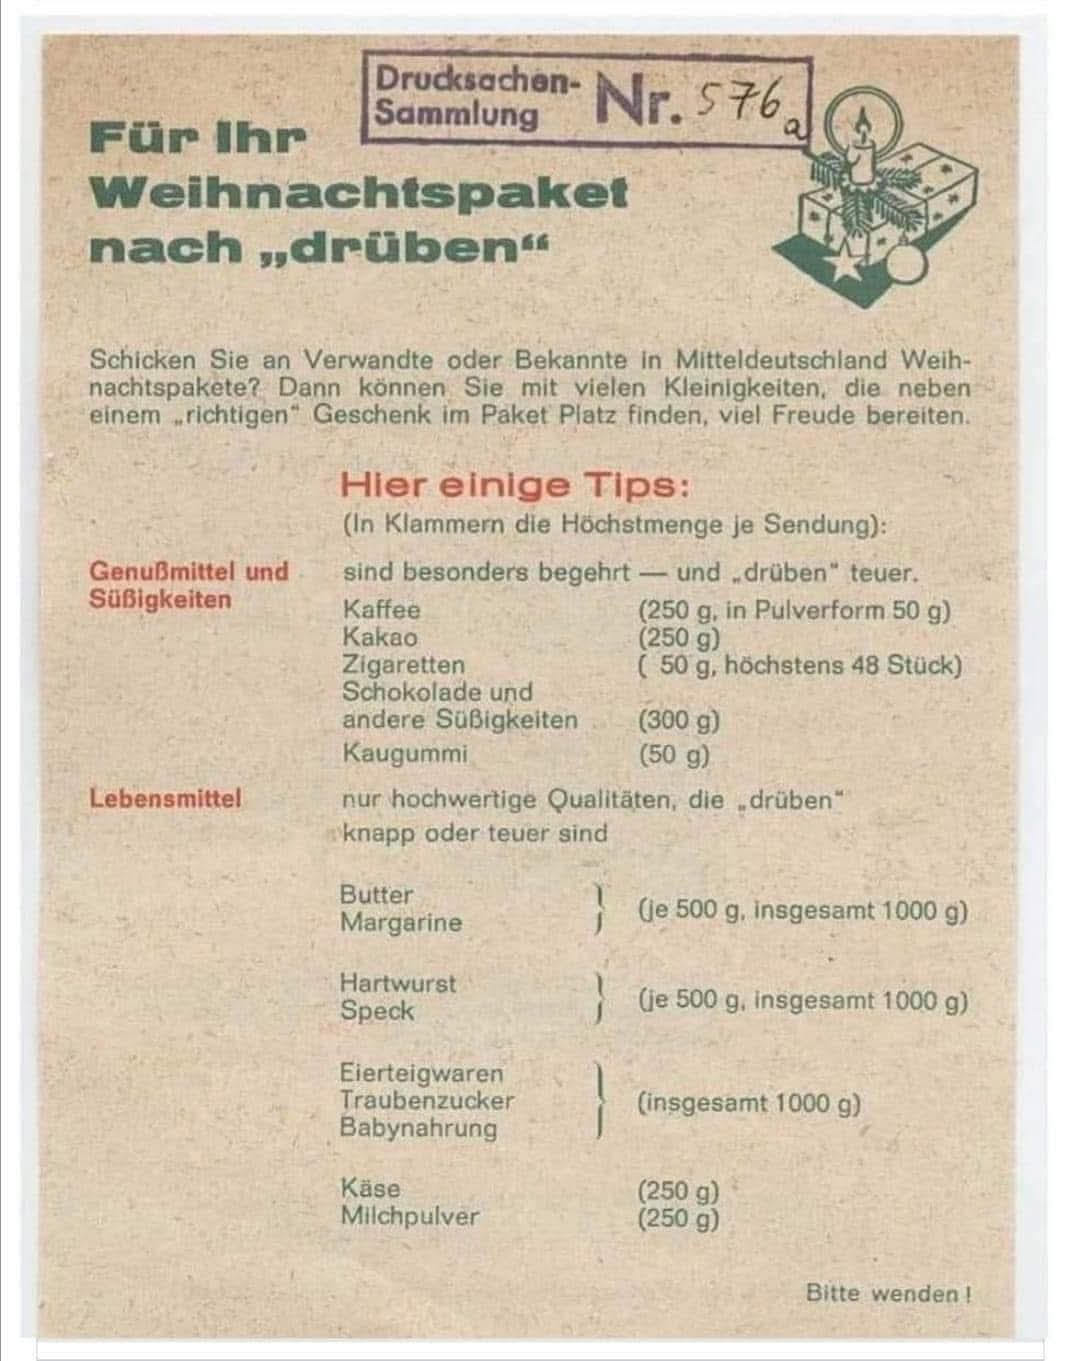 Drucksachen-
Sammlung Nr. 576a
Für Ihr
Weihnachtspaket
nach „drüben“
Schicken Sie an Verwandte oder Bekannte in Mitteldeutschland Weih-
nachtspakete? Dann können Sie mit vielen Kleinigkeiten, die neben
einem „richtigen“ Geschenk im Paket Platz finden, viel Freude bereiten.
Hier einige Tips:
(In Klammern die Höchstmenge je Sendung):
Genußmittel und sind besonders begehrt — und „drüben“ teuer.
Süßigkeiten
Kaffee (250 g, in Pulverform 50 g)
Kakao (250 g)
Zigaretten ( 50 g, höchstens 48 Stück)
Schokolade und
andere Süßigkeiten (300 g)
Kaugummi (50 g)
Lebensmittel nur hochwertige Qualitäten, die „drüben“
knapp oder teuer sind
Butter
Margarine } (je 500 g, insgesamt 1000 g)
Hartwurst
Speck } (je 500 g, insgesamt 1000 g)
Eierteigwaren
Traubenzucker } (insgesamt 1000 g)
Babynahrung
Käse (250 g)
Milchpulver (250 g)
Bitte wenden !